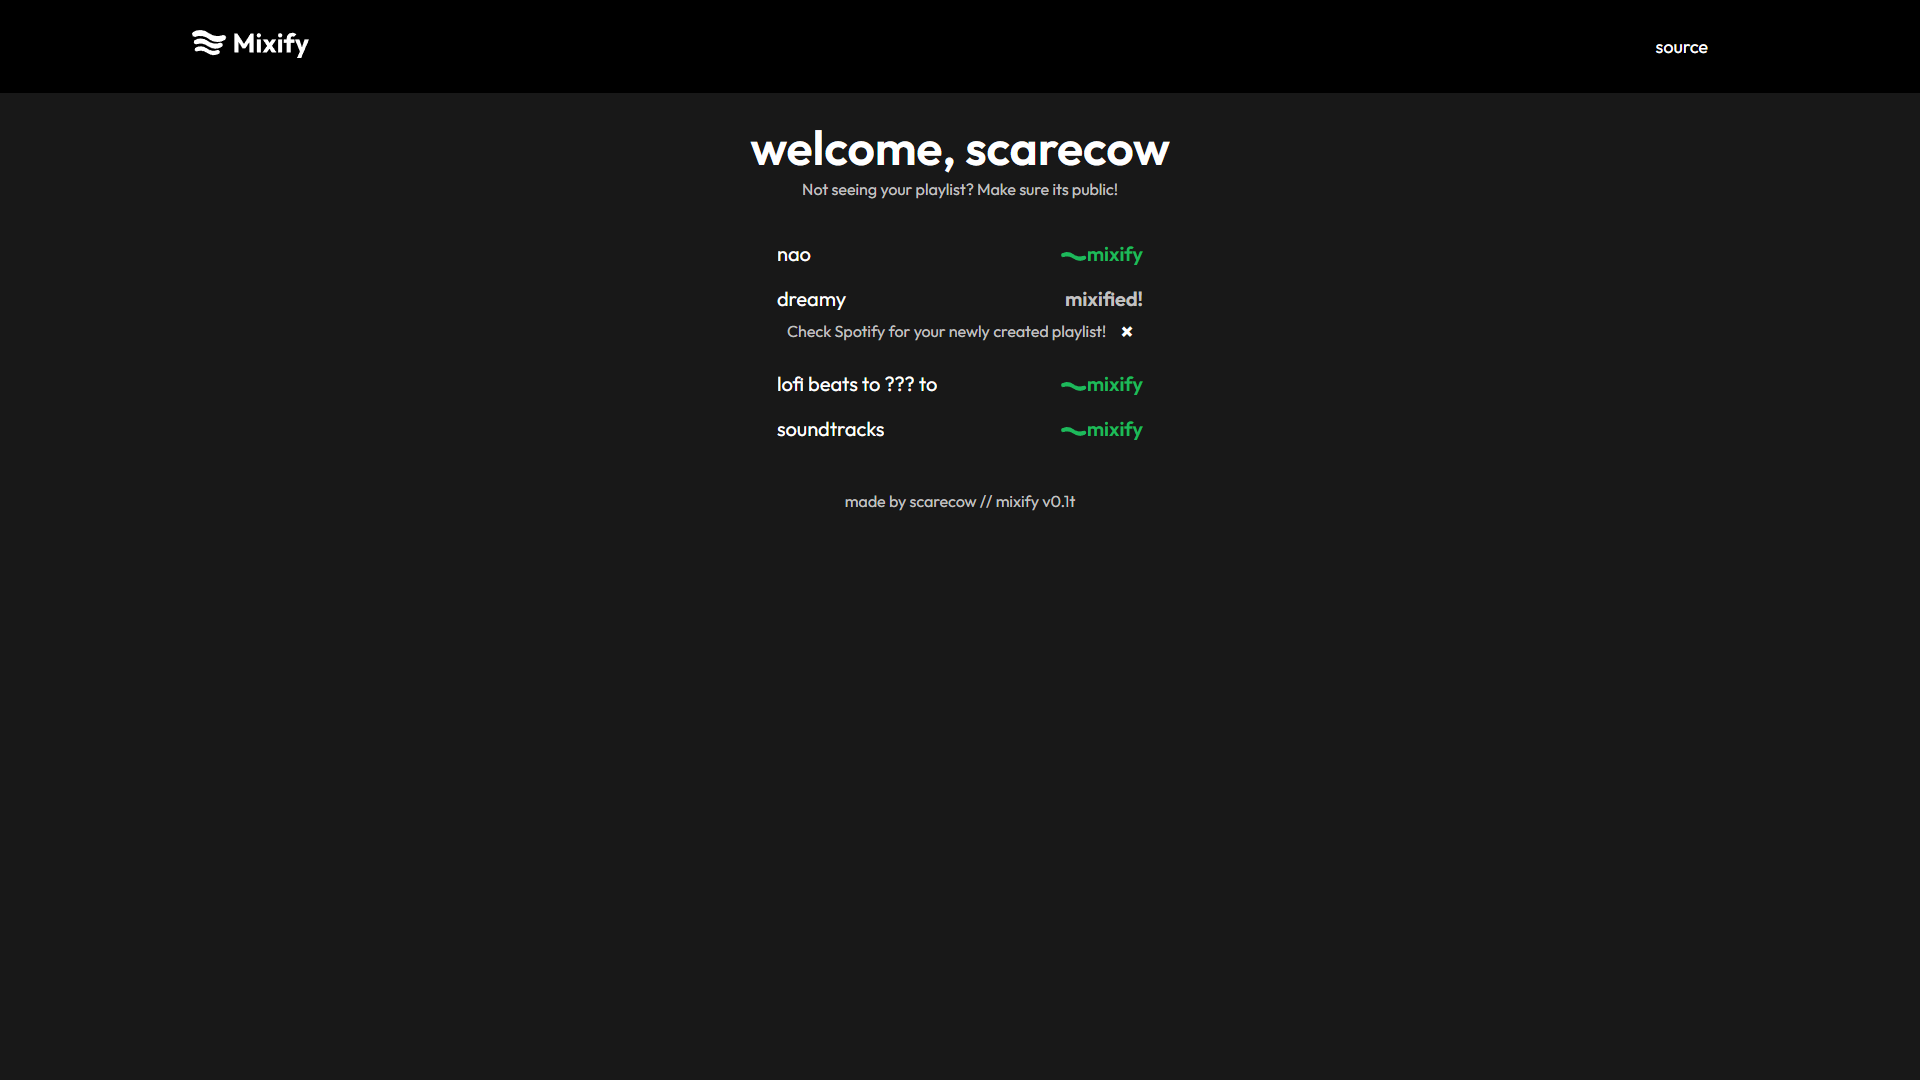 Mixify
source
welcome, scarecow
Not seeing your playlist? Make sure its public!
nao mixify
dreamy mixified!
Check Spotify for your newly created playlist! ✖
lofi beats to ??? to mixify
soundtracks mixify
made by scarecow // mixify v0.1t